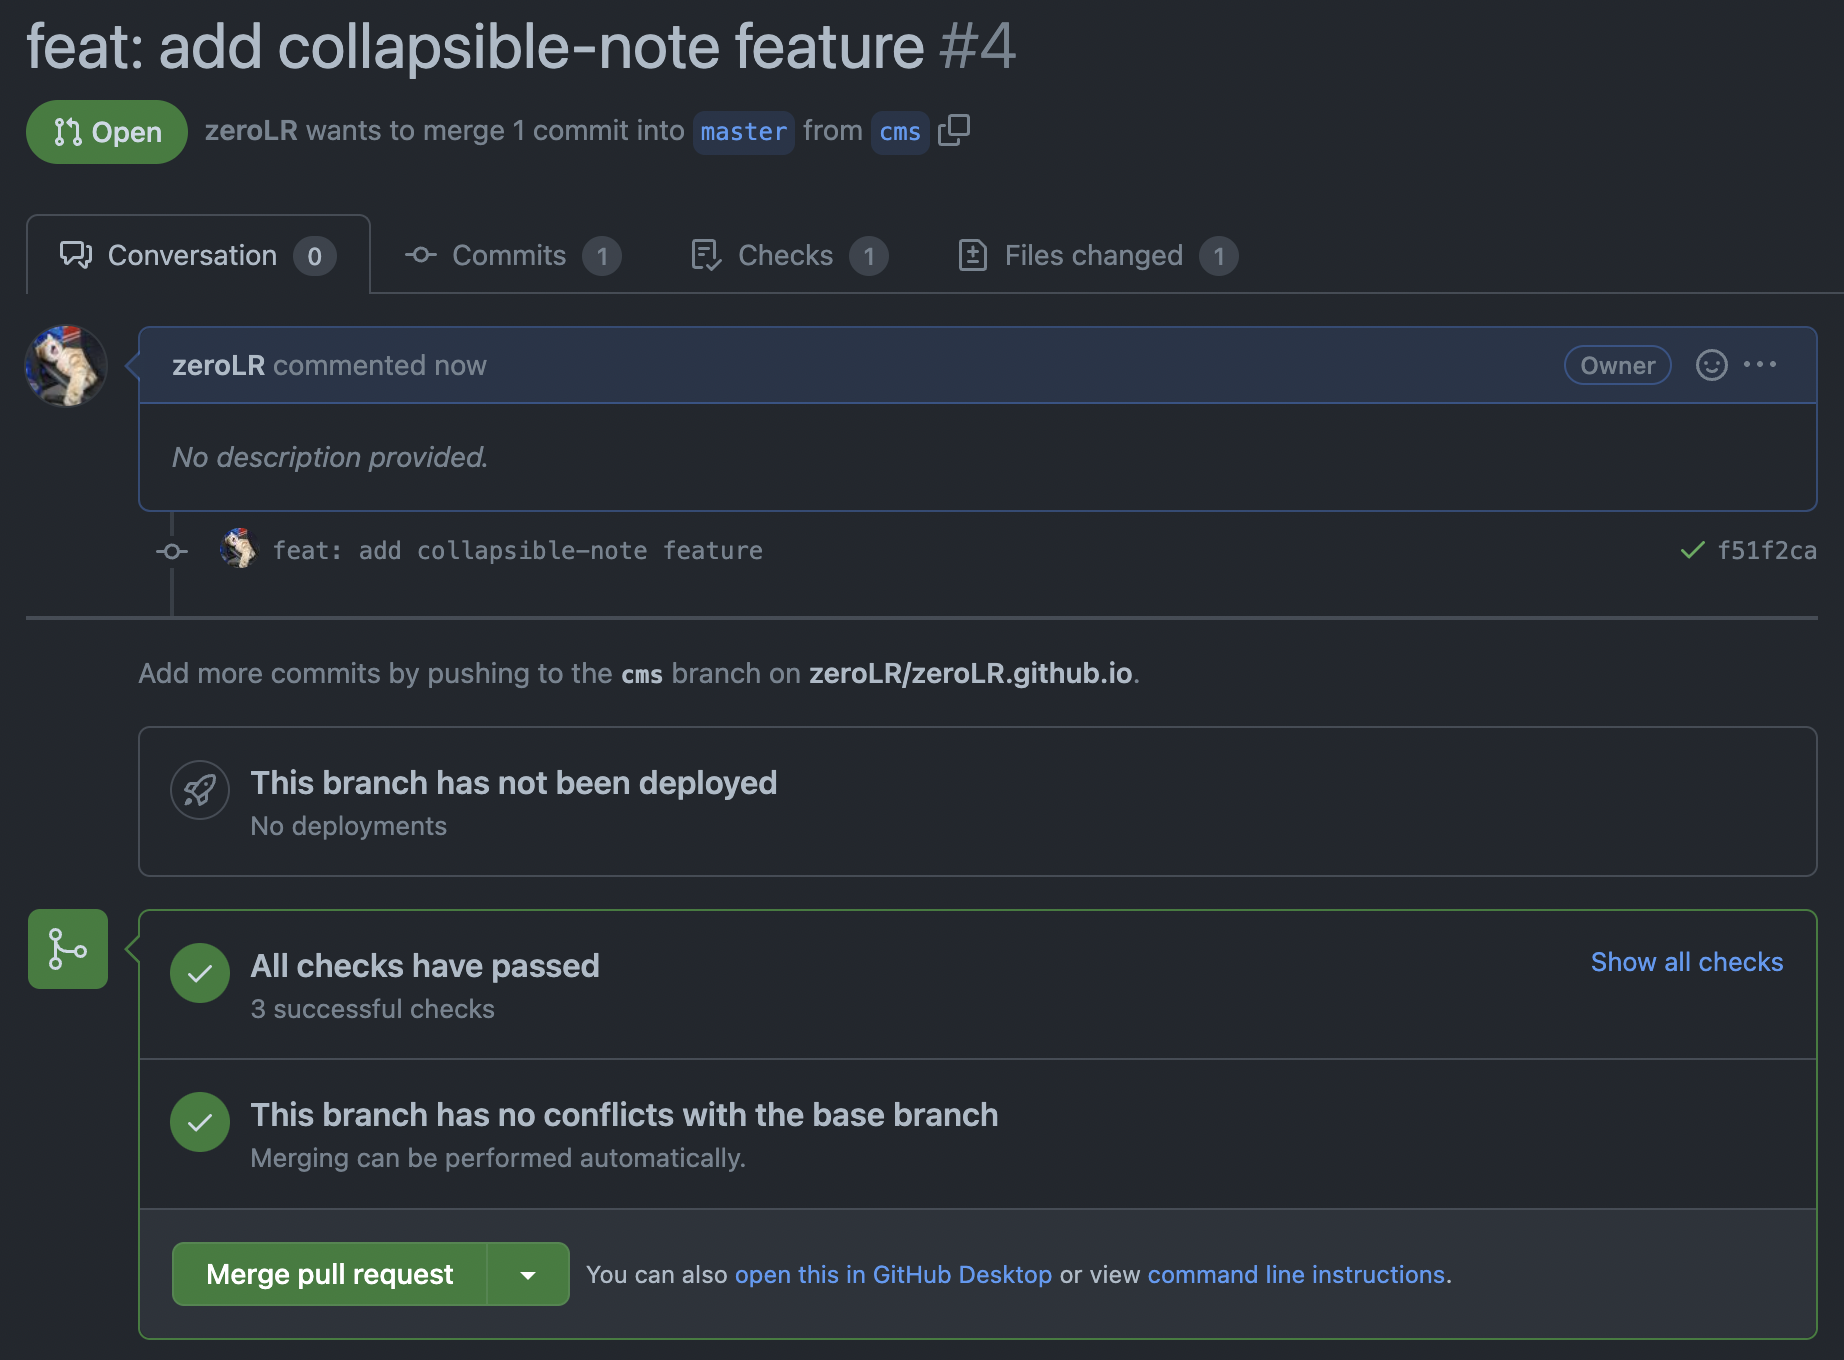 feat: add collapsible-note feature #4
Open zeroLR wants to merge 1 commit into master from cms
Conversation 0 Commits 1 Checks 1 Files changed 1
zeroLR commented now Owner
No description provided.
feat: add collapsible-note feature f51f2ca
Add more commits by pushing to the cms branch on zeroLR/zeroLR.github.io.
This branch has not been deployed
No deployments
All checks have passed Show all checks
3 successful checks
This branch has no conflicts with the base branch
Merging can be performed automatically.
Merge pull request You can also open this in GitHub Desktop or view command line instructions.